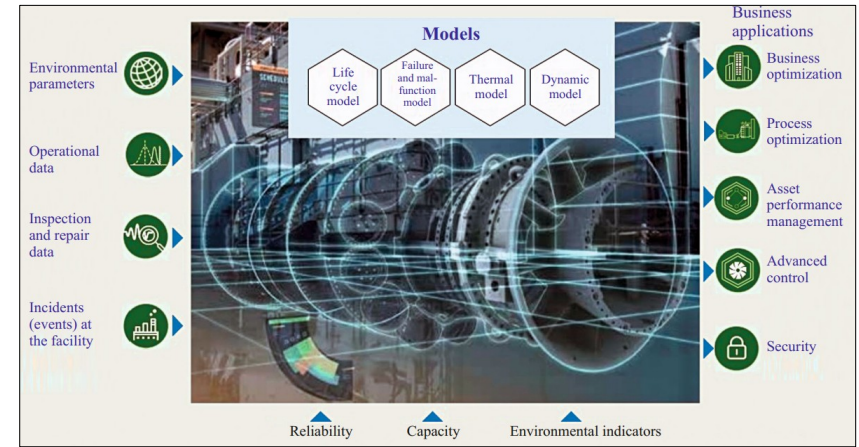 Models
Life
cycle
model
Failure
and mal-
function
model
Thermal
model
Dynamic
model
Environmental
parameters
Operational
data
Inspection
and repair
data
Incidents
(events) at
the facility
Business
applications
Business
optimization
Process
optimization
Asset
performance
management
Advanced
control
Security
Reliability
Capacity
Environmental indicators